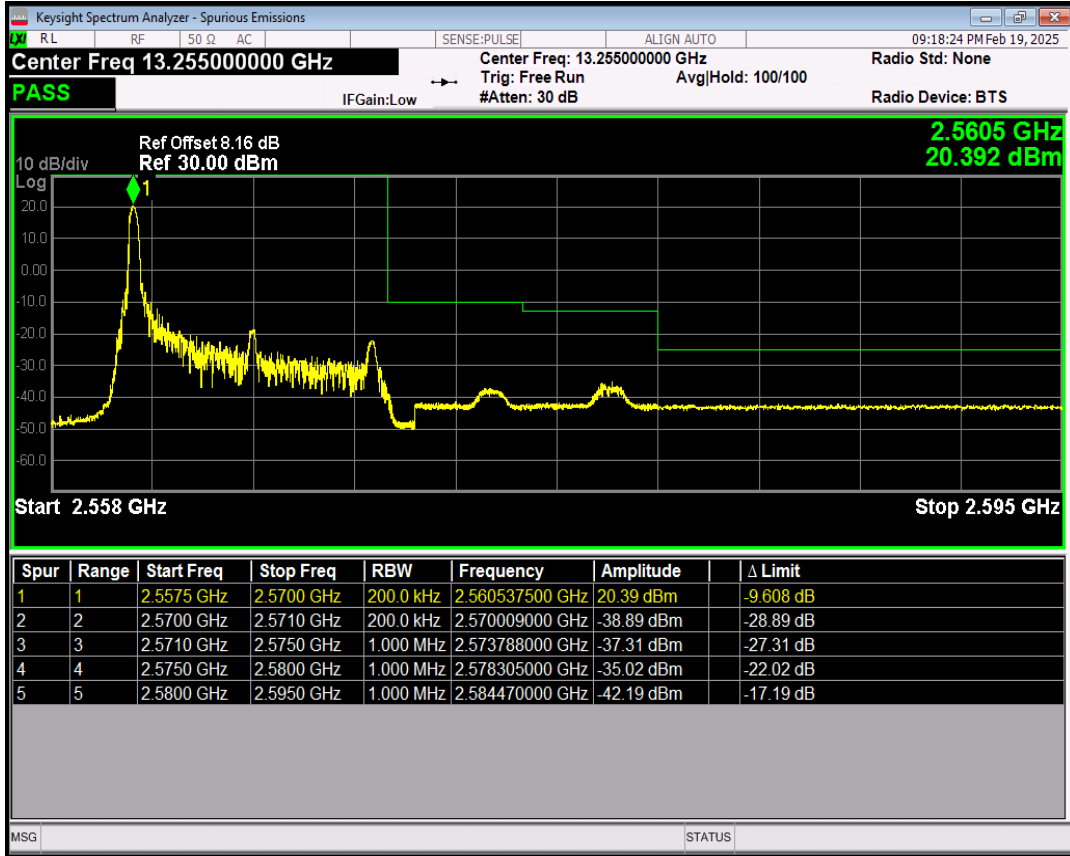 Keysight Spectrum Analyzer - Spurious Emissions
LXI RL RF 50 Ω AC SENSE:PULSE ALIGN AUTO 09:18:24 PM Feb 19, 2025
Center Freq 13.255000000 GHz Center Freq: 13.255000000 GHz Radio Std: None
Trig: Free Run Avg|Hold: 100/100
PASS IFGain:Low #Atten: 30 dB Radio Device: BTS
2.5605 GHz
Ref Offset 8.16 dB
10 dB/div Ref 30.00 dBm 20.392 dBm
Log
1
20.0
10.0
0.00
-10.0
-20.0
-30.0
-40.0
-50.0
-60.0
Start 2.558 GHz Stop 2.595 GHz
Spur Range Start Freq Stop Freq RBW Frequency Amplitude Δ Limit
1 1 2.5575 GHz 2.5700 GHz 200.0 kHz 2.560537500 GHz 20.39 dBm -9.608 dB
2 2 2.5700 GHz 2.5710 GHz 200.0 kHz 2.570009000 GHz -38.89 dBm -28.89 dB
3 3 2.5710 GHz 2.5750 GHz 1.000 MHz 2.573788000 GHz -37.31 dBm -27.31 dB
4 4 2.5750 GHz 2.5800 GHz 1.000 MHz 2.578305000 GHz -35.02 dBm -22.02 dB
5 5 2.5800 GHz 2.5950 GHz 1.000 MHz 2.584470000 GHz -42.19 dBm -17.19 dB
MSG STATUS